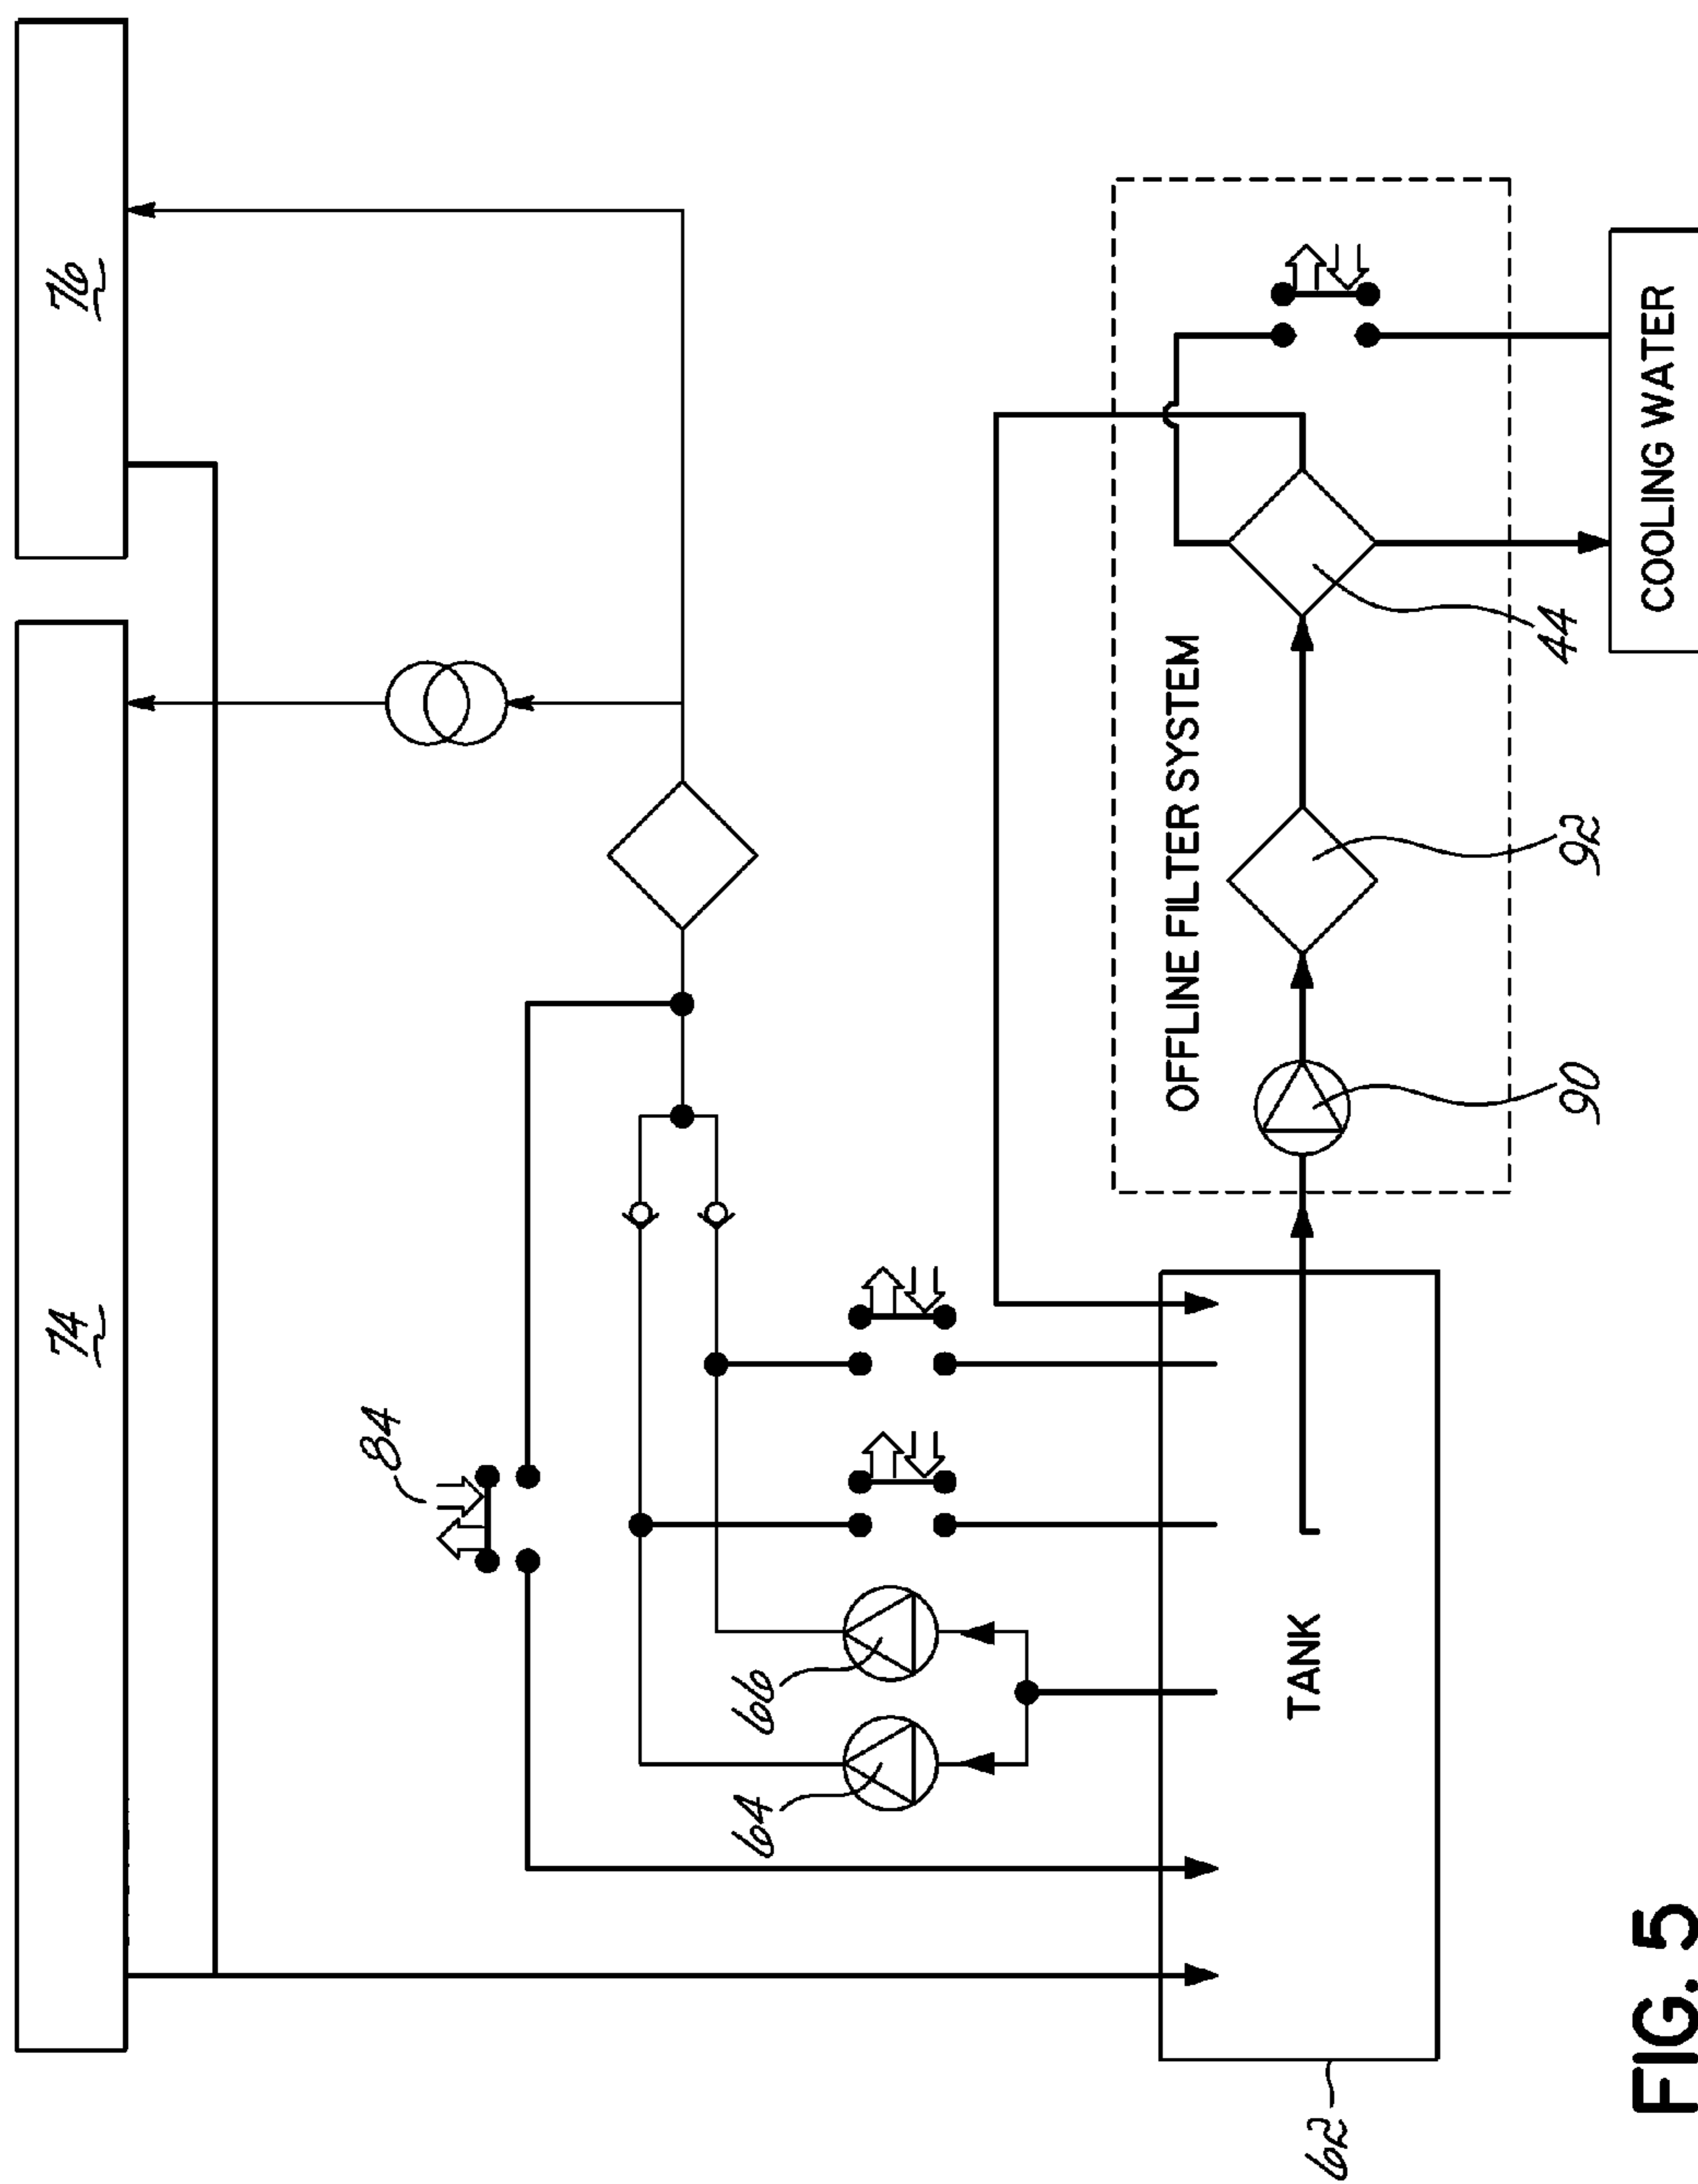 74
76
84
66
64
OFFLINE FILTER SYSTEM
44
92
90
TANK
COOLING WATER
62
FIG. 5